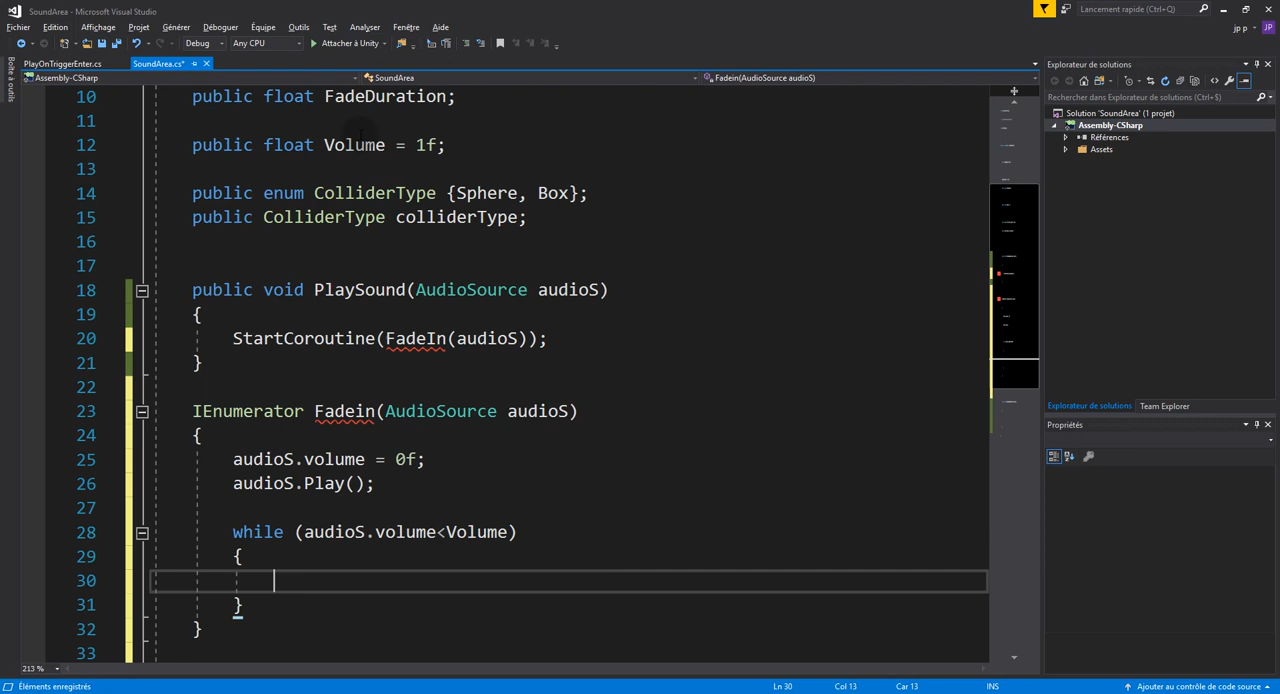 SoundArea - Microsoft Visual Studio
Lancement rapide (Ctrl+Q)
Fichier Edition Affichage Projet Générer Déboguer Équipe Outils Test Analyser Fenêtre Aide
jp p JP
Debug Any CPU Attacher à Unity
Boîte à outils
PlayOnTriggerEnter.cs SoundArea.cs*
Assembly-CSharp SoundArea Fadein(AudioSource audioS)
10 public float FadeDuration;
11
12 public float Volume = 1f;
13
14 public enum ColliderType {Sphere, Box};
15 public ColliderType colliderType;
16
17
18 public void PlaySound(AudioSource audioS)
19 {
20 StartCoroutine(FadeIn(audioS));
21 }
22
23 IEnumerator Fadein(AudioSource audioS)
24 {
25 audioS.volume = 0f;
26 audioS.Play();
27
28 while (audioS.volume<Volume)
29 {
30
31 }
32 }
33
213 %
Explorateur de solutions
Rechercher dans Explorateur de solutions (Ctrl+$)
Solution 'SoundArea' (1 projet)
Assembly-CSharp
Références
Assets
Explorateur de solutions Team Explorer
Propriétés
Éléments enregistrés Ln 30 Col 13 Car 13 INS Ajouter au contrôle de code source